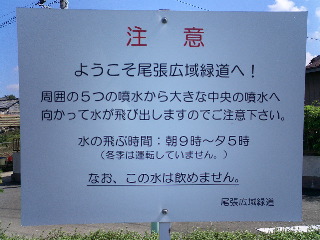 注意
ようこそ尾張広域緑道へ！
周囲の５つの噴水から大きな中央の噴水へ
向かって水が飛び出しますのでご注意下さい。
水の飛ぶ時間：朝９時～夕５時
（冬季は運転していません。）
なお、この水は飲めません。
尾張広域緑道